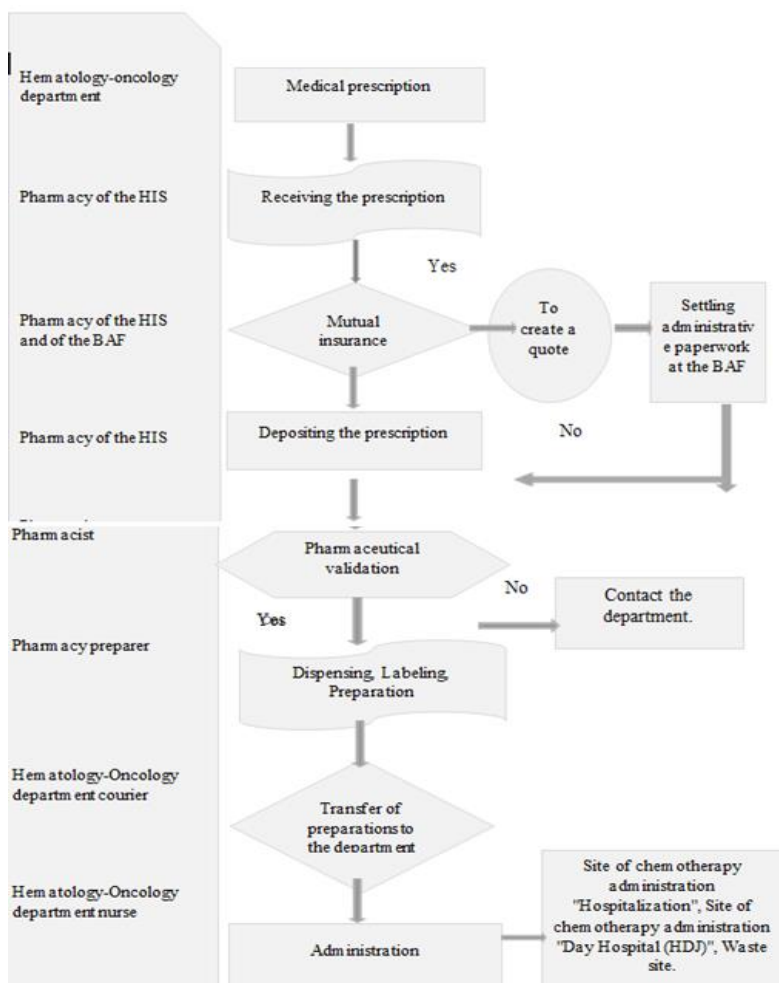 Hematology-oncology
department
Medical prescription
Pharmacy of the HIS
Receiving the prescription
Yes
Pharmacy of the HIS
and of the BAF
Mutual
insurance
To
create a
quote
Settling
administrativ
e paperwork
at the BAF
Pharmacy of the HIS
Depositing the prescription
No
Pharmacist
Pharmaceutical
validation
No
Contact the
department.
Yes
Pharmacy preparer
Dispensing, Labeling,
Preparation
Hematology-Oncology
department courier
Transfer of
preparations to
the department
Hematology-Oncology
department nurse
Administration
Site of chemotherapy
administration
"Hospitalization", Site of
chemotherapy administration
"Day Hospital (HDJ)", Waste
site.